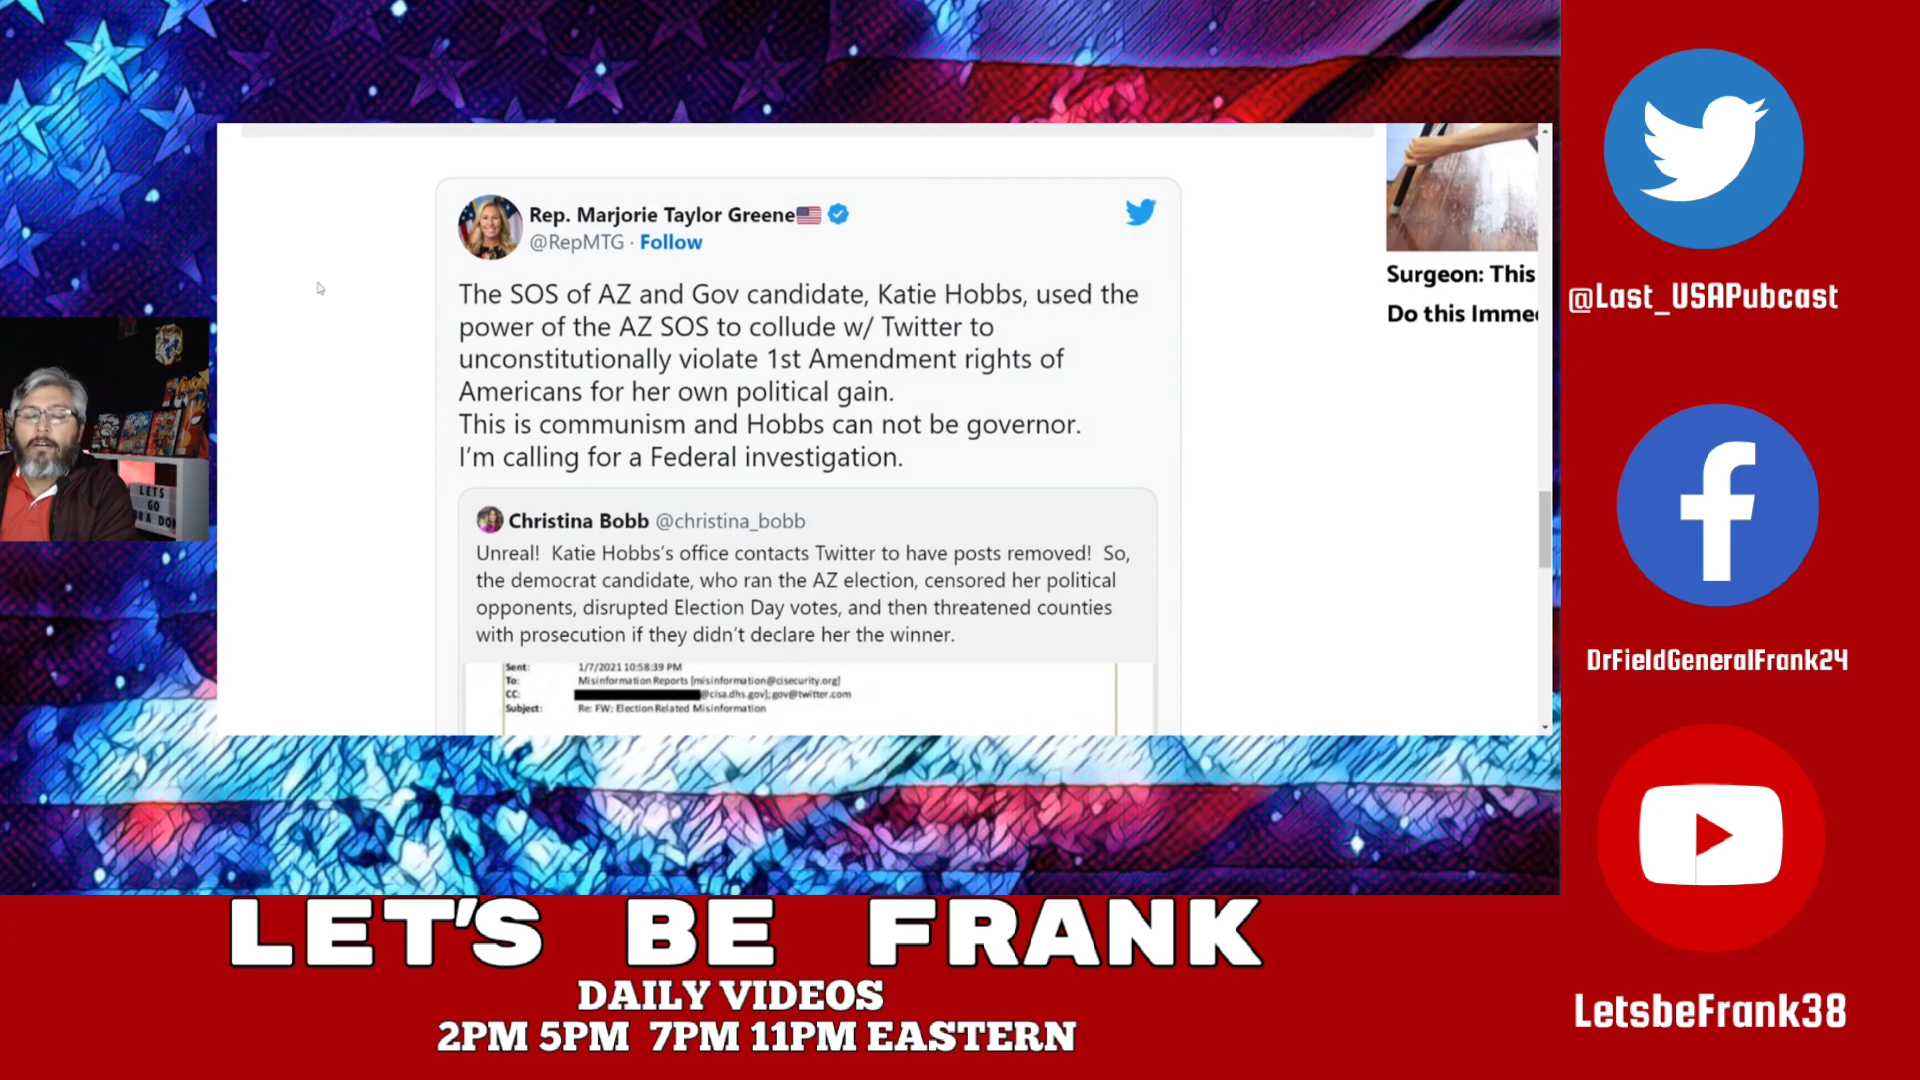 Rep. Marjorie Taylor Greene🇺🇸
@RepMTG · Follow
The SOS of AZ and Gov candidate, Katie Hobbs, used the
power of the AZ SOS to collude w/ Twitter to
unconstitutionally violate 1st Amendment rights of
Americans for her own political gain.
This is communism and Hobbs can not be governor.
I'm calling for a Federal investigation.
Christina Bobb @christina_bobb
Unreal! Katie Hobbs's office contacts Twitter to have posts removed! So,
the democrat candidate, who ran the AZ election, censored her political
opponents, disrupted Election Day votes, and then threatened counties
with prosecution if they didn't declare her the winner.
Sent: 1/7/2021 10:58:39 PM
To: Misinformation Reports [misinformation@cisecurity.org]
CC: @cisa.dhs.gov]; gov@twitter.com
Subject: Re: FW: Election Related Misinformation
Surgeon: This
Do this
@Last_USAPubcast
DrFieldGeneralFrank24
LetsbeFrank38
LETS
GO
VENOM
LET'S BE FRANK
DAILY VIDEOS
2PM 5PM 7PM 11PM EASTERN